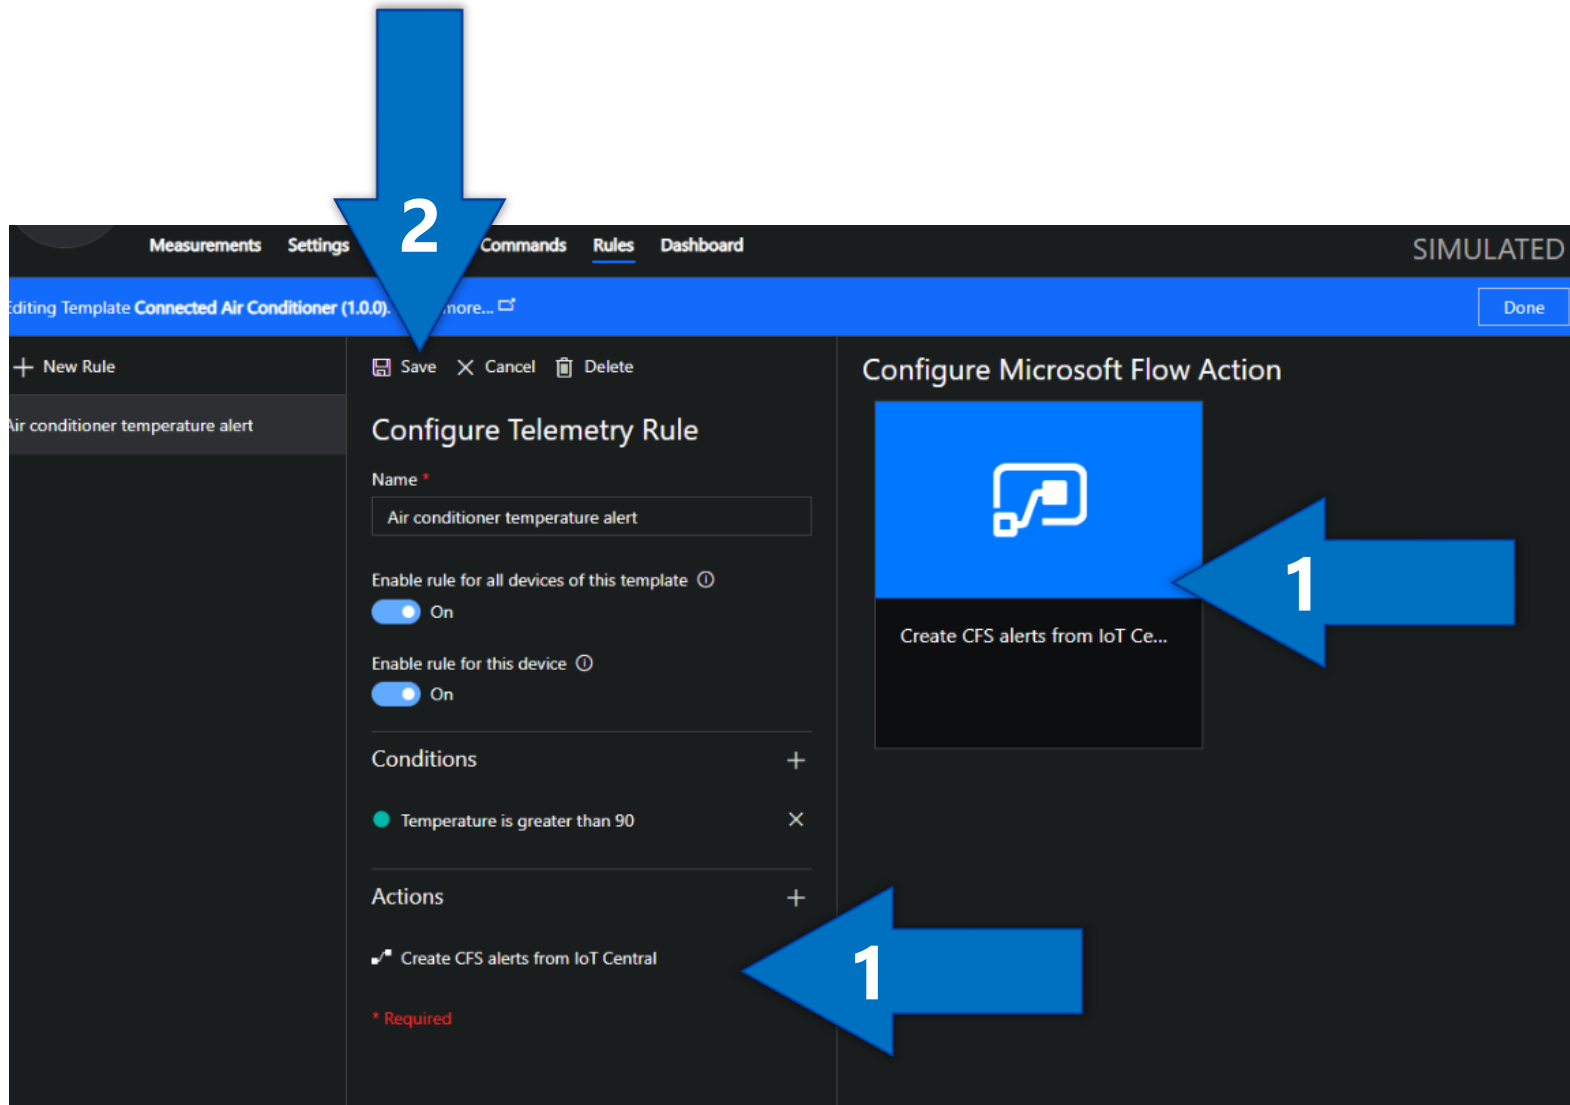 2
Measurements Settings Commands Rules Dashboard
SIMULATED
Editing Template Connected Air Conditioner (1.0.0). more...
Done
New Rule
Save Cancel Delete
Configure Microsoft Flow Action
Air conditioner temperature alert
Configure Telemetry Rule
Name *
Air conditioner temperature alert
1
Enable rule for all devices of this template
On
Create CFS alerts from IoT Ce...
Enable rule for this device
On
Conditions
Temperature is greater than 90
Actions
Create CFS alerts from IoT Central
1
* Required